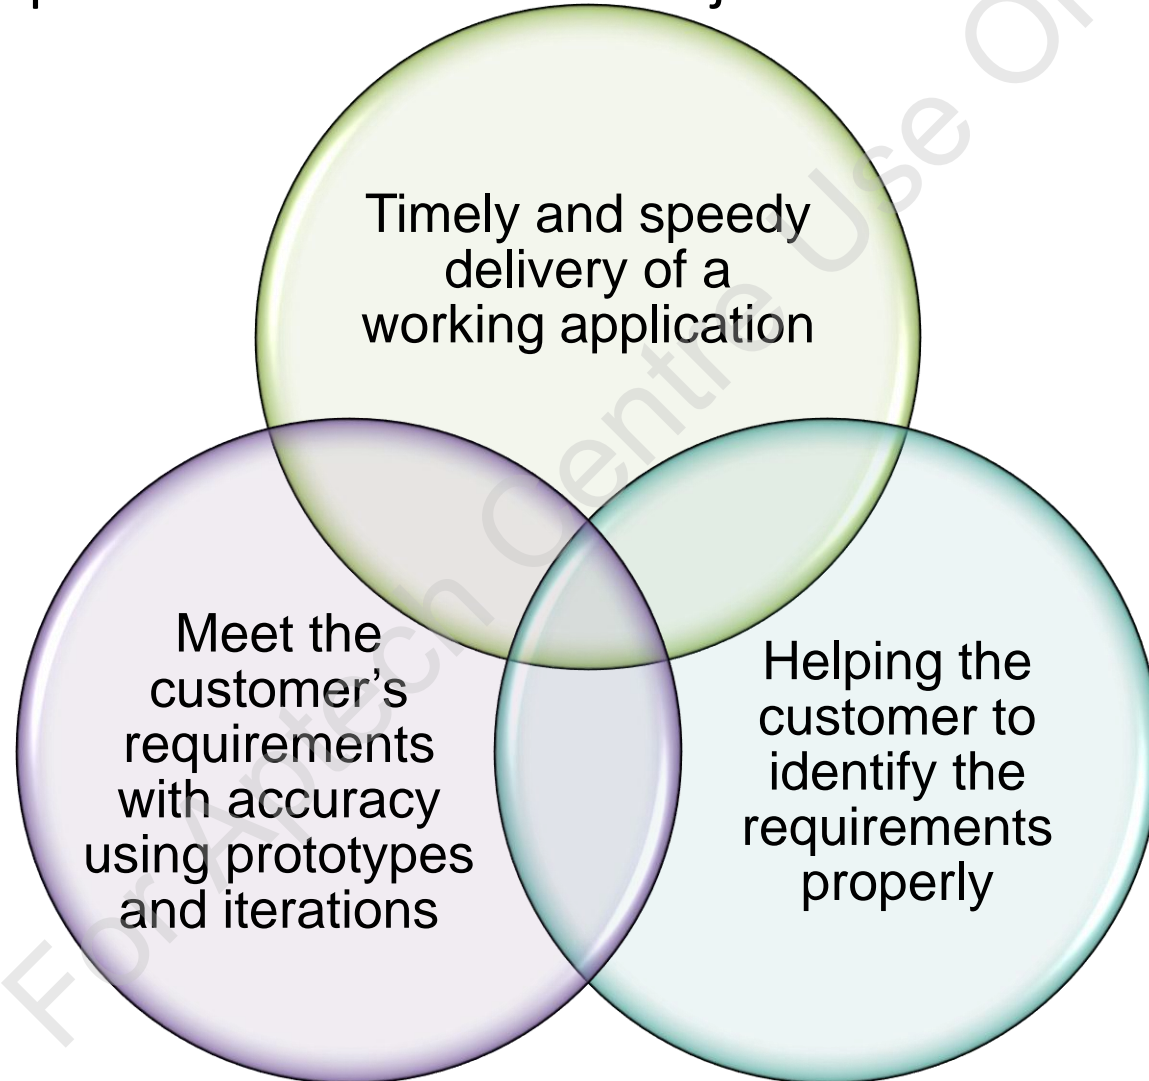 Timely and speedy
delivery of a
working application
Meet the
customer’s
requirements
with accuracy
using prototypes
and iterations
Helping the
customer to
identify the
requirements
properly
For Aptech Centre Use